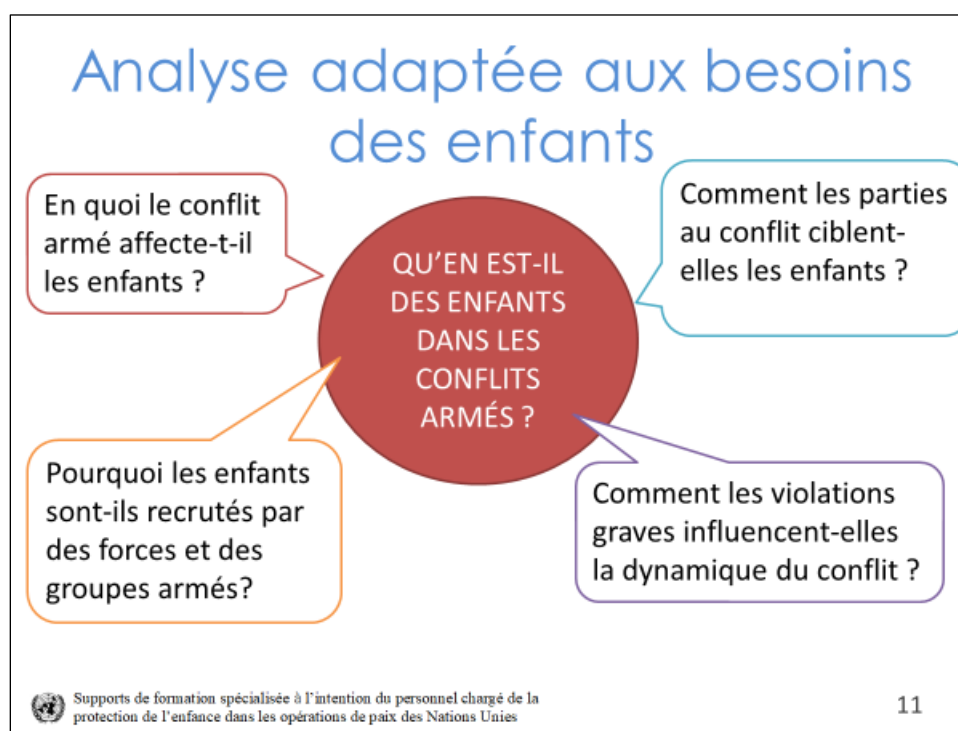 Analyse adaptée aux besoins
des enfants
En quoi le conflit
armé affecte-t-il
les enfants ?
Comment les parties
au conflit ciblent-
elles les enfants ?
QU’EN EST-IL
DES ENFANTS
DANS LES
CONFLITS
ARMÉS ?
Pourquoi les enfants
sont-ils recrutés par
des forces et des
groupes armés?
Comment les violations
graves influencent-elles
la dynamique du conflit ?
Supports de formation spécialisée à l’intention du personnel chargé de la
protection de l’enfance dans les opérations de paix des Nations Unies
11